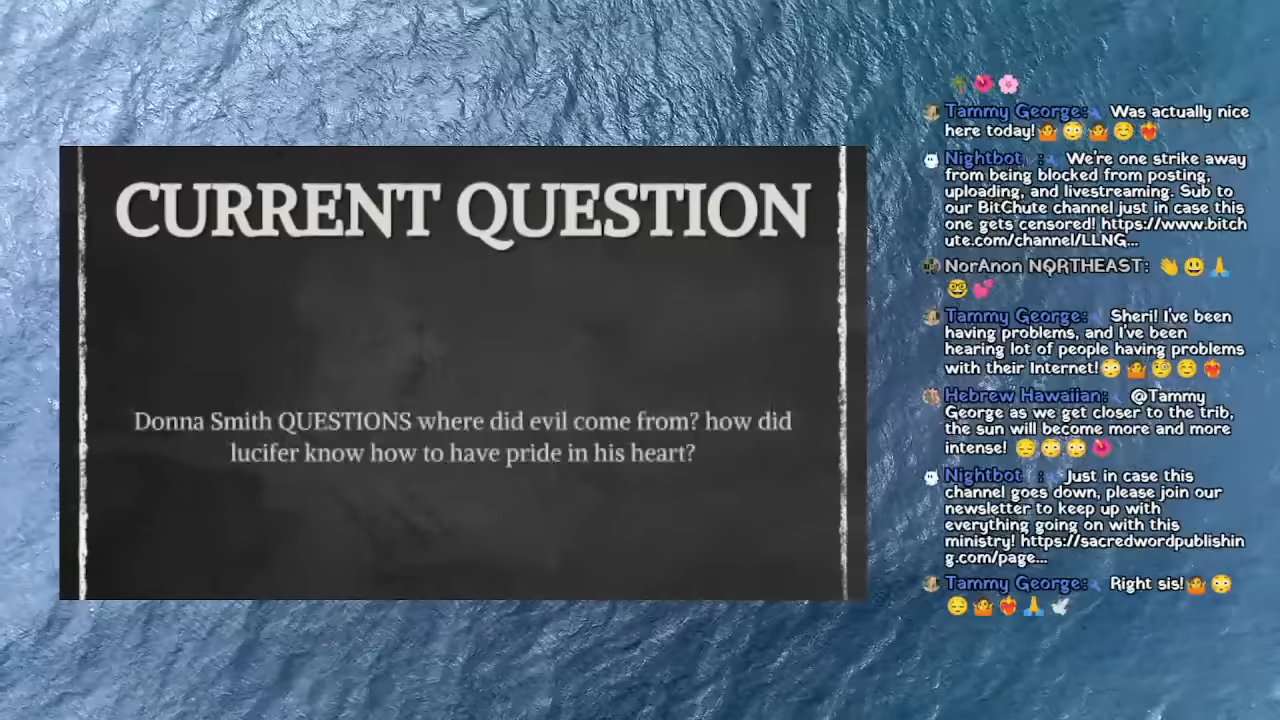 CURRENT QUESTION
Donna Smith QUESTIONS where did evil come from? how did
lucifer know how to have pride in his heart?
🌴🌺🌸
Tammy George: Was actually nice
here today!🤷😳🤷☺️❤️‍🔥
Nightbot : We're one strike away
from being blocked from posting,
uploading, and livestreaming. Sub to
our BitChute channel just in case this
one gets censored! https://www.bitch
ute.com/channel/LLNG...
NorAnon NQRTHEAST: 👏😃🙏
🤓💕
Tammy George: Sheri! I've been
having problems, and I've been
hearing lot of people having problems
with their Internet!😳🤷🧐☺️❤️‍🔥
Hebrew Hawaiian: @Tammy
George as we get closer to the trib,
the sun will become more and more
intense! 😔😳😳🌺
Nightbot : Just in case this
channel goes down, please join our
newsletter to keep up with
everything going on with this
ministry! https://sacredwordpublishin
g.com/page...
Tammy George: Right sis!🤷😳
😔🤷❤️‍🔥🙏🕊️